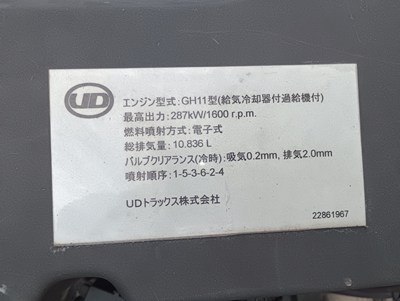 UD
エンジン型式:GH11型(給気冷却器付過給機付)
最高出力:287kW/1600 r.p.m.
燃料噴射方式:電子式
総排気量:10.836 L
バルブクリアランス(冷時):吸気0.2mm, 排気2.0mm
噴射順序:1-5-3-6-2-4
UDトラックス株式会社
22861967